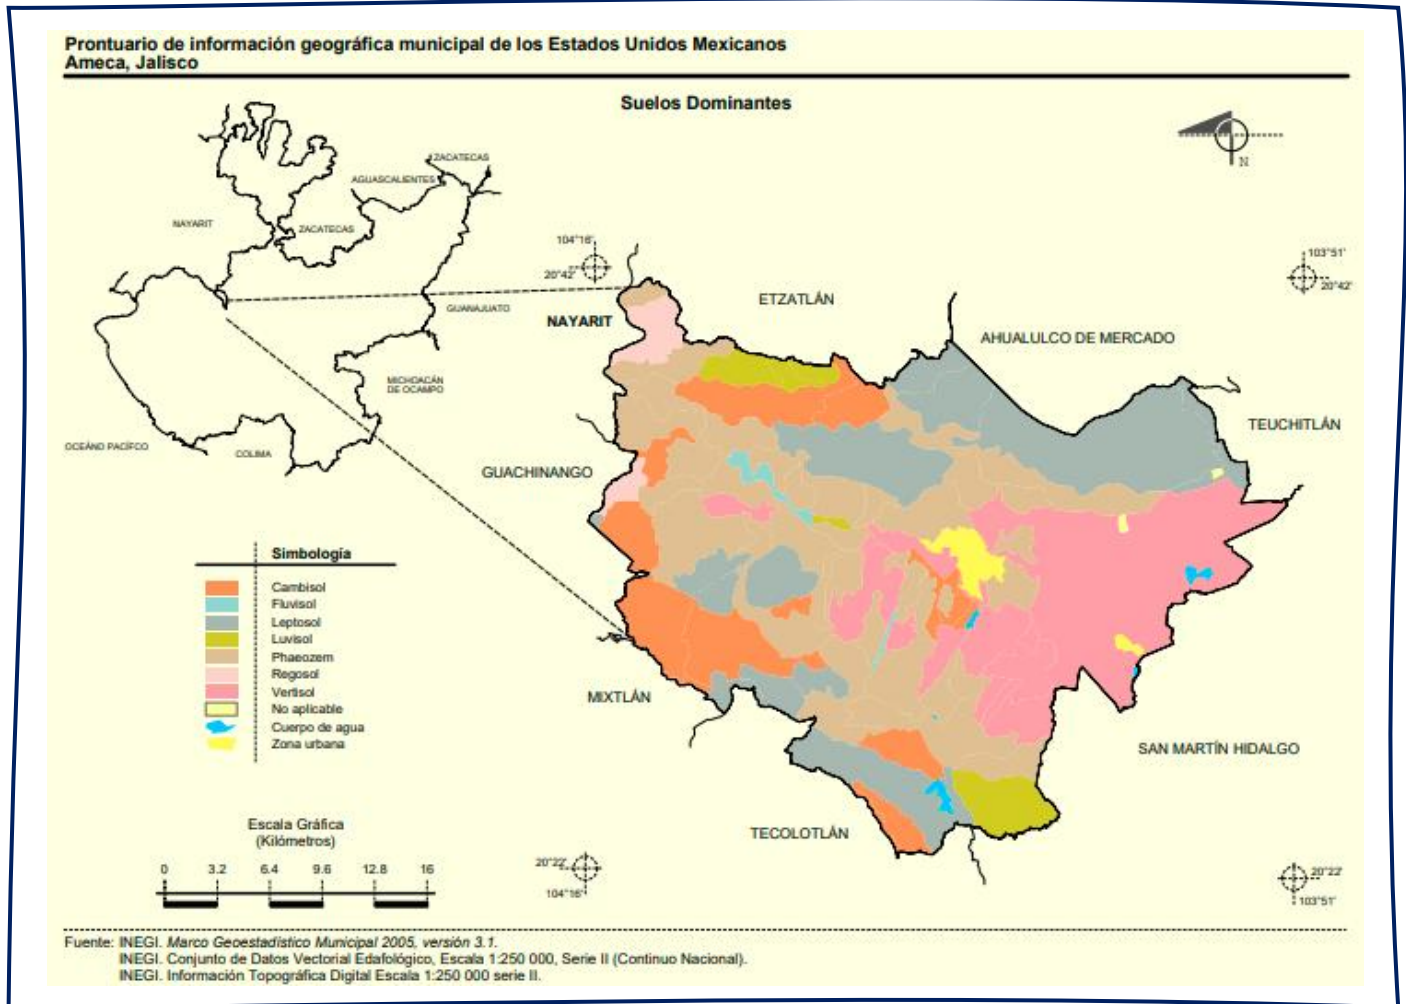 Prontuario de información geográfica municipal de los Estados Unidos Mexicanos
Ameca, Jalisco
Suelos Dominantes
N
ZACATECAS
AGUASCALIENTES
NAYARIT
ZACATECAS
GUANAJUATO
MICHOACÁN
DE OCAMPO
OCEÁNO PACÍFCO
COLIMA
104°16'
20°42'
103°51'
20°42'
NAYARIT
ETZATLÁN
AHUALULCO DE MERCADO
TEUCHITLÁN
GUACHINANGO
MIXTLÁN
SAN MARTÍN HIDALGO
TECOLOTLÁN
Simbología
Cambisol
Fluvisol
Leptosol
Luvisol
Phaeozem
Regosol
Vertisol
No aplicable
Cuerpo de agua
Zona urbana
Escala Gráfica
(Kilómetros)
0 3.2 6.4 9.6 12.8 16
20°22'
104°16'
20°22'
103°51'
Fuente: INEGI. Marco Geoestadístico Municipal 2005, versión 3.1.
INEGI. Conjunto de Datos Vectorial Edafológico, Escala 1:250 000, Serie II (Continuo Nacional).
INEGI. Información Topográfica Digital Escala 1:250 000 serie II.